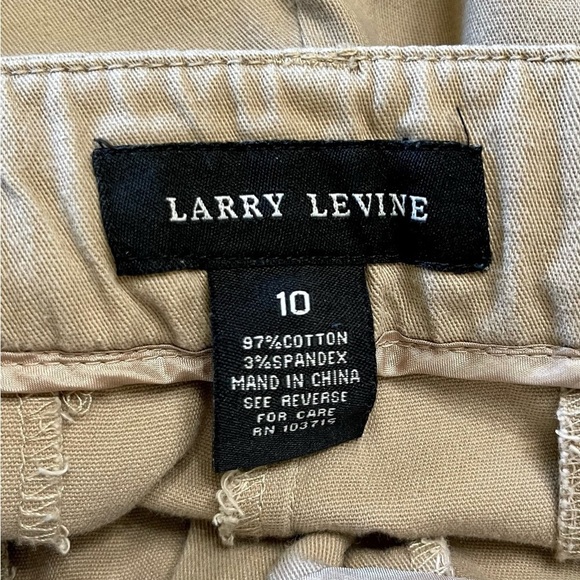 LARRY LEVINE
10
97%COTTON
3%SPANDEX
MAND IN CHINA
SEE REVERSE
FOR CARE
RN 103715